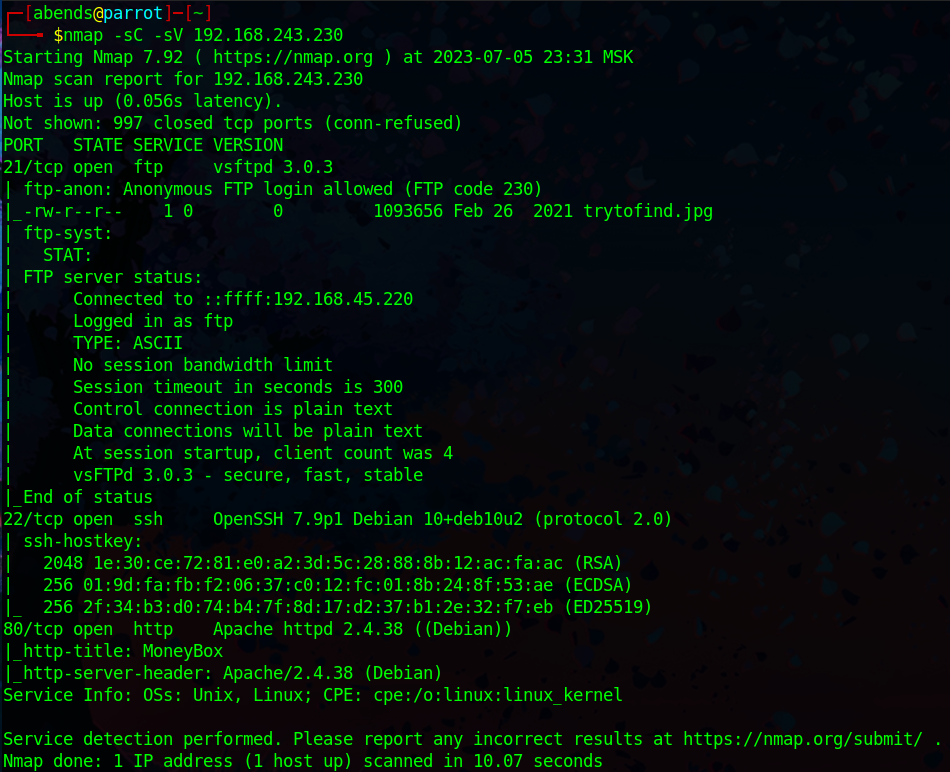 ┌─[abends@parrot]─[~]
└──╼ $nmap -sC -sV 192.168.243.230
Starting Nmap 7.92 ( https://nmap.org ) at 2023-07-05 23:31 MSK
Nmap scan report for 192.168.243.230
Host is up (0.056s latency).
Not shown: 997 closed tcp ports (conn-refused)
PORT   STATE SERVICE VERSION
21/tcp open  ftp     vsftpd 3.0.3
| ftp-anon: Anonymous FTP login allowed (FTP code 230)
|_-rw-r--r--    1 0        0         1093656 Feb 26  2021 trytofind.jpg
| ftp-syst:
|   STAT:
| FTP server status:
|      Connected to ::ffff:192.168.45.220
|      Logged in as ftp
|      TYPE: ASCII
|      No session bandwidth limit
|      Session timeout in seconds is 300
|      Control connection is plain text
|      Data connections will be plain text
|      At session startup, client count was 4
|      vsFTPd 3.0.3 - secure, fast, stable
|_End of status
22/tcp open  ssh     OpenSSH 7.9p1 Debian 10+deb10u2 (protocol 2.0)
| ssh-hostkey:
|   2048 1e:30:ce:72:81:e0:a2:3d:5c:28:88:8b:12:ac:fa:ac (RSA)
|   256 01:9d:fa:fb:f2:06:37:c0:12:fc:01:8b:24:8f:53:ae (ECDSA)
|_  256 2f:34:b3:d0:74:b4:7f:8d:17:d2:37:b1:2e:32:f7:eb (ED25519)
80/tcp open  http    Apache httpd 2.4.38 ((Debian))
|_http-title: MoneyBox
|_http-server-header: Apache/2.4.38 (Debian)
Service Info: OSs: Unix, Linux; CPE: cpe:/o:linux:linux_kernel
Service detection performed. Please report any incorrect results at https://nmap.org/submit/ .
Nmap done: 1 IP address (1 host up) scanned in 10.07 seconds